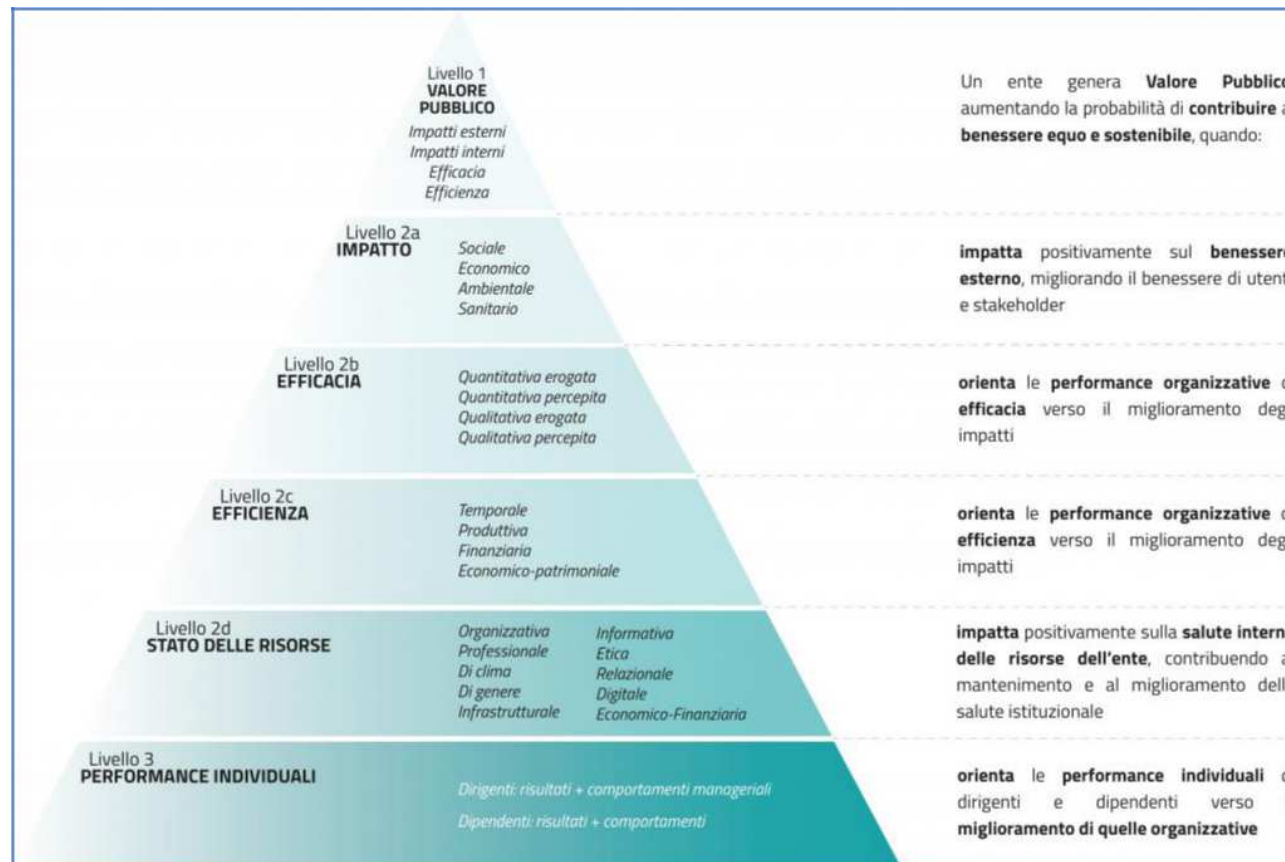 Livello 1
VALORE
PUBBLICO
Impatti esterni
Impatti interni
Efficacia
Efficienza
Un ente genera Valore Pubblico
aumentando la probabilità di contribuire a
benessere equo e sostenibile, quando:
Livello 2a
IMPATTO
Sociale
Economico
Ambientale
Sanitario
impatta positivamente sul benessere
esterno, migliorando il benessere di utent
e stakeholder
Livello 2b
EFFICACIA
Quantitativa erogata
Quantitativa percepita
Qualitativa erogata
Qualitativa percepita
orienta le performance organizzative d
efficacia verso il miglioramento deg
impatti
Livello 2c
EFFICIENZA
Temporale
Produttiva
Finanziaria
Economico-patrimoniale
orienta le performance organizzative d
efficienza verso il miglioramento deg
impatti
Livello 2d
STATO DELLE RISORSE
Organizzativa
Professionale
Di clima
Di genere
Infrastrutturale
Informativa
Etica
Relazionale
Digitale
Economico-Finanziaria
impatta positivamente sulla salute intern
delle risorse dell'ente, contribuendo a
mantenimento e al miglioramento dell
salute istituzionale
Livello 3
PERFORMANCE INDIVIDUALI
Dirigenti: risultati + comportamenti manageriali
Dipendenti: risultati + comportamenti
orienta le performance individuali d
dirigenti e dipendenti verso
miglioramento di quelle organizzative